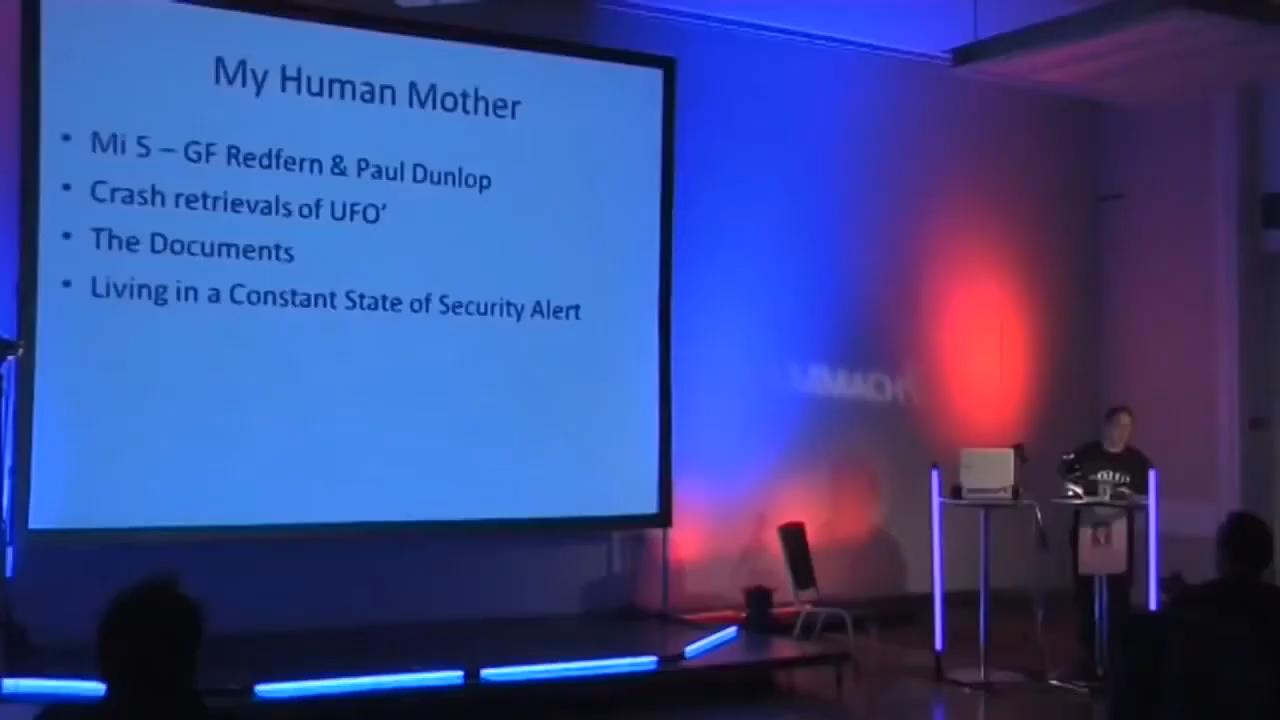 My Human Mother
• Mi 5 – GF Redfern & Paul Dunlop
• Crash retrievals of UFO'
• The Documents
• Living in a Constant State of Security Alert